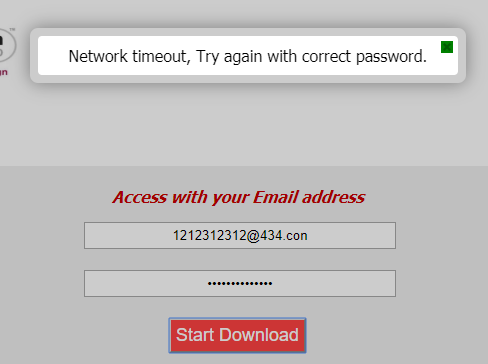 Network timeout, Try again with correct password.
Access with your Email address
1212312312@434.con
••••••••••••••
Start Download